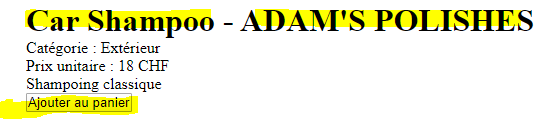 Car Shampoo - ADAM'S POLISHES
Catégorie : Extérieur
Prix unitaire : 18 CHF
Shampoing classique
Ajouter au panier